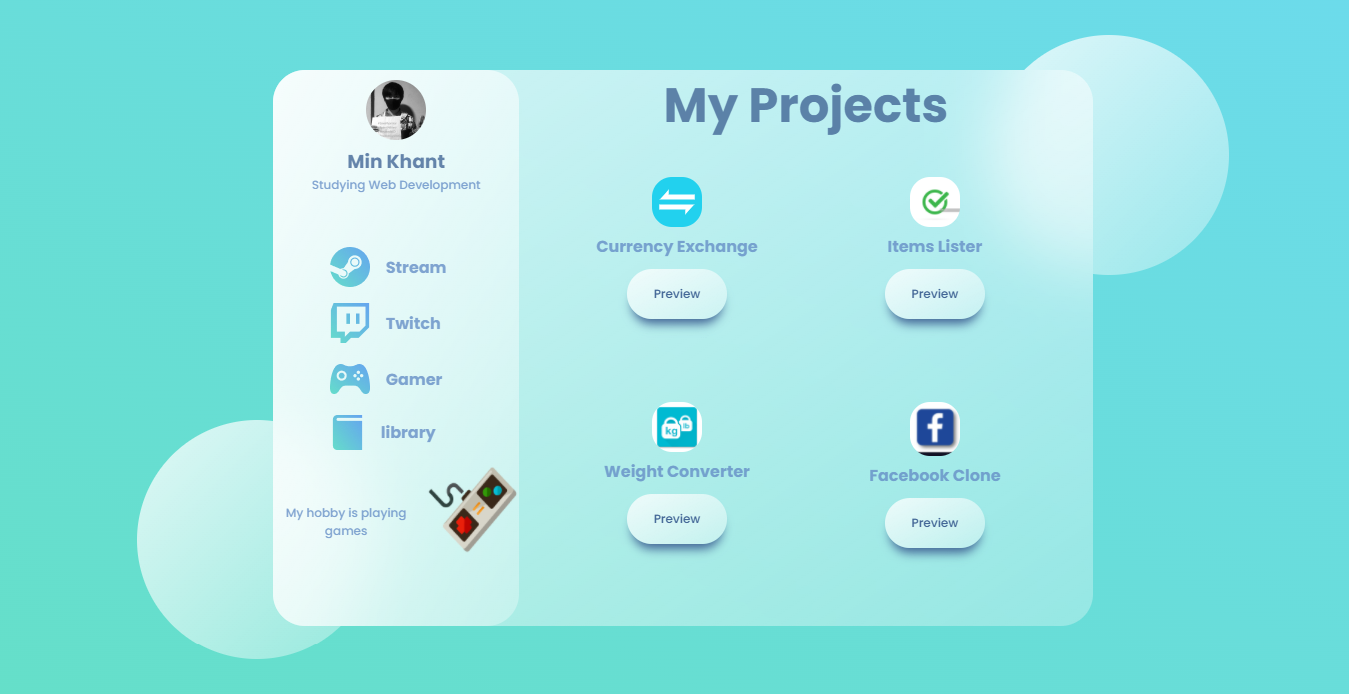 My Projects
Min Khant
Studying Web Development
Stream
Twitch
Gamer
library
My hobby is playing
games
Currency Exchange
Preview
Items Lister
Preview
kg
lb
Weight Converter
Preview
f
Facebook Clone
Preview